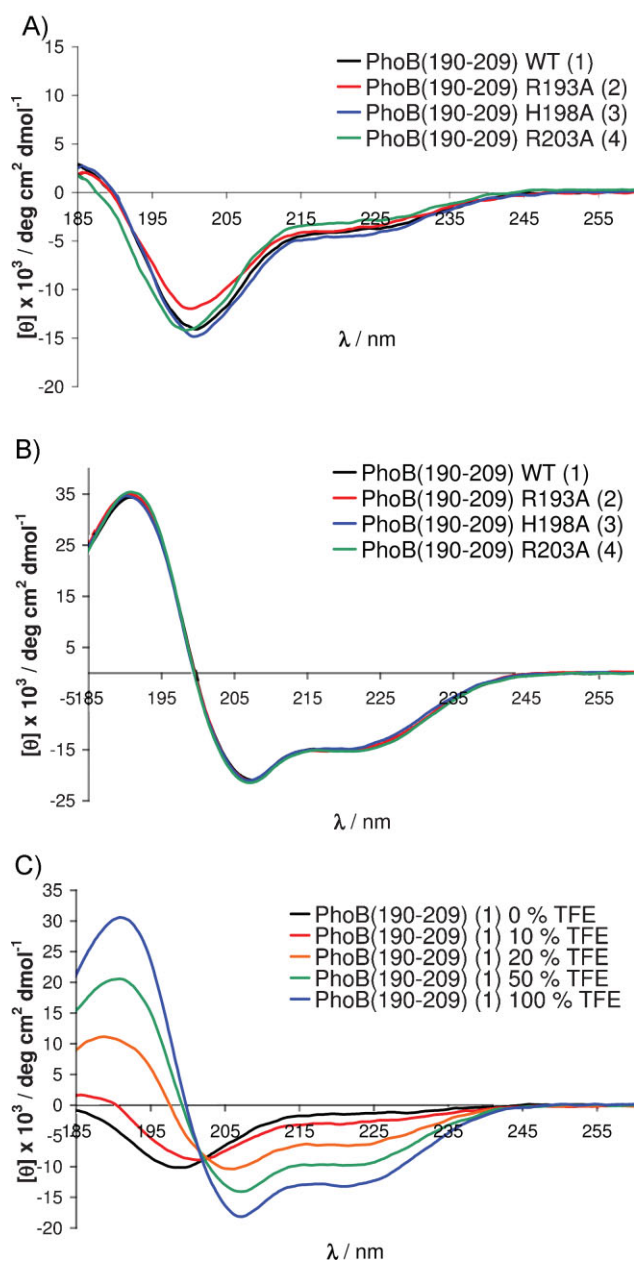 A)
PhoB(190-209) WT (1)
PhoB(190-209) R193A (2)
PhoB(190-209) H198A (3)
PhoB(190-209) R203A (4)
[θ] x 10³ / deg cm² dmol⁻¹
15
10
5
0
-5
-10
-15
-20
185 195 205 215 225 235 245 255
λ / nm
B)
PhoB(190-209) WT (1)
PhoB(190-209) R193A (2)
PhoB(190-209) H198A (3)
PhoB(190-209) R203A (4)
[θ] x 10³ / deg cm² dmol⁻¹
35
25
15
5
-5
-15
-25
185 195 205 215 225 235 245 255
λ / nm
C)
PhoB(190-209) (1) 0 % TFE
PhoB(190-209) (1) 10 % TFE
PhoB(190-209) (1) 20 % TFE
PhoB(190-209) (1) 50 % TFE
PhoB(190-209) (1) 100 % TFE
[θ] x 10³ / deg cm² dmol⁻¹
35
30
25
20
15
10
5
0
-5
-10
-15
-20
185 195 205 215 225 235 245 255
λ / nm